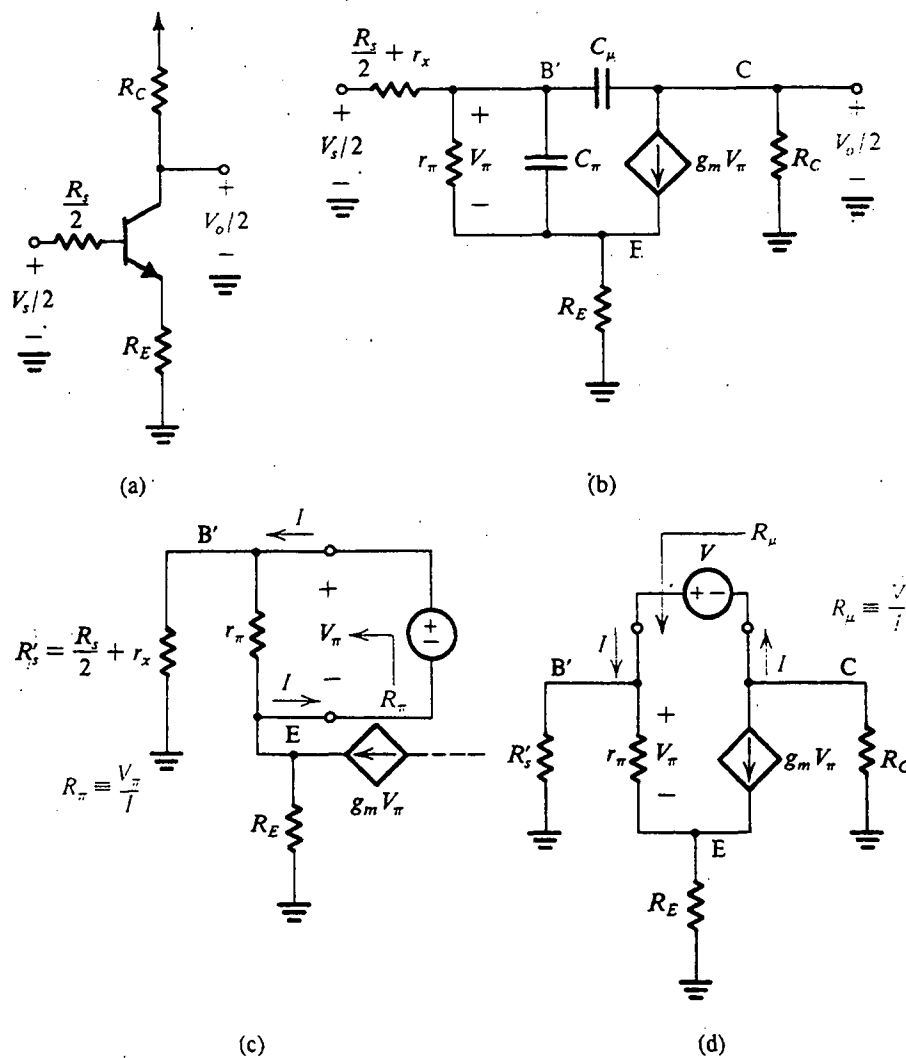 R_C
R_s/2
+
V_s/2
−
+
V_o/2
−
R_E
(a)
R_s/2 + r_x
B′
C_μ
C
+
V_s/2
−
r_π
+
V_π
−
C_π
g_m V_π
R_C
+
V_o/2
−
E
R_E
(b)
B′
I
R′_s = R_s/2 + r_x
r_π
+
V_π
−
+
−
I
R_π
E
R_π ≡ V_π/I
g_m V_π
R_E
(c)
R_μ
V
+ −
R_μ ≡ V/I
I
I
B′
C
R′_s
r_π
+
V_π
−
g_m V_π
R_C
E
R_E
(d)